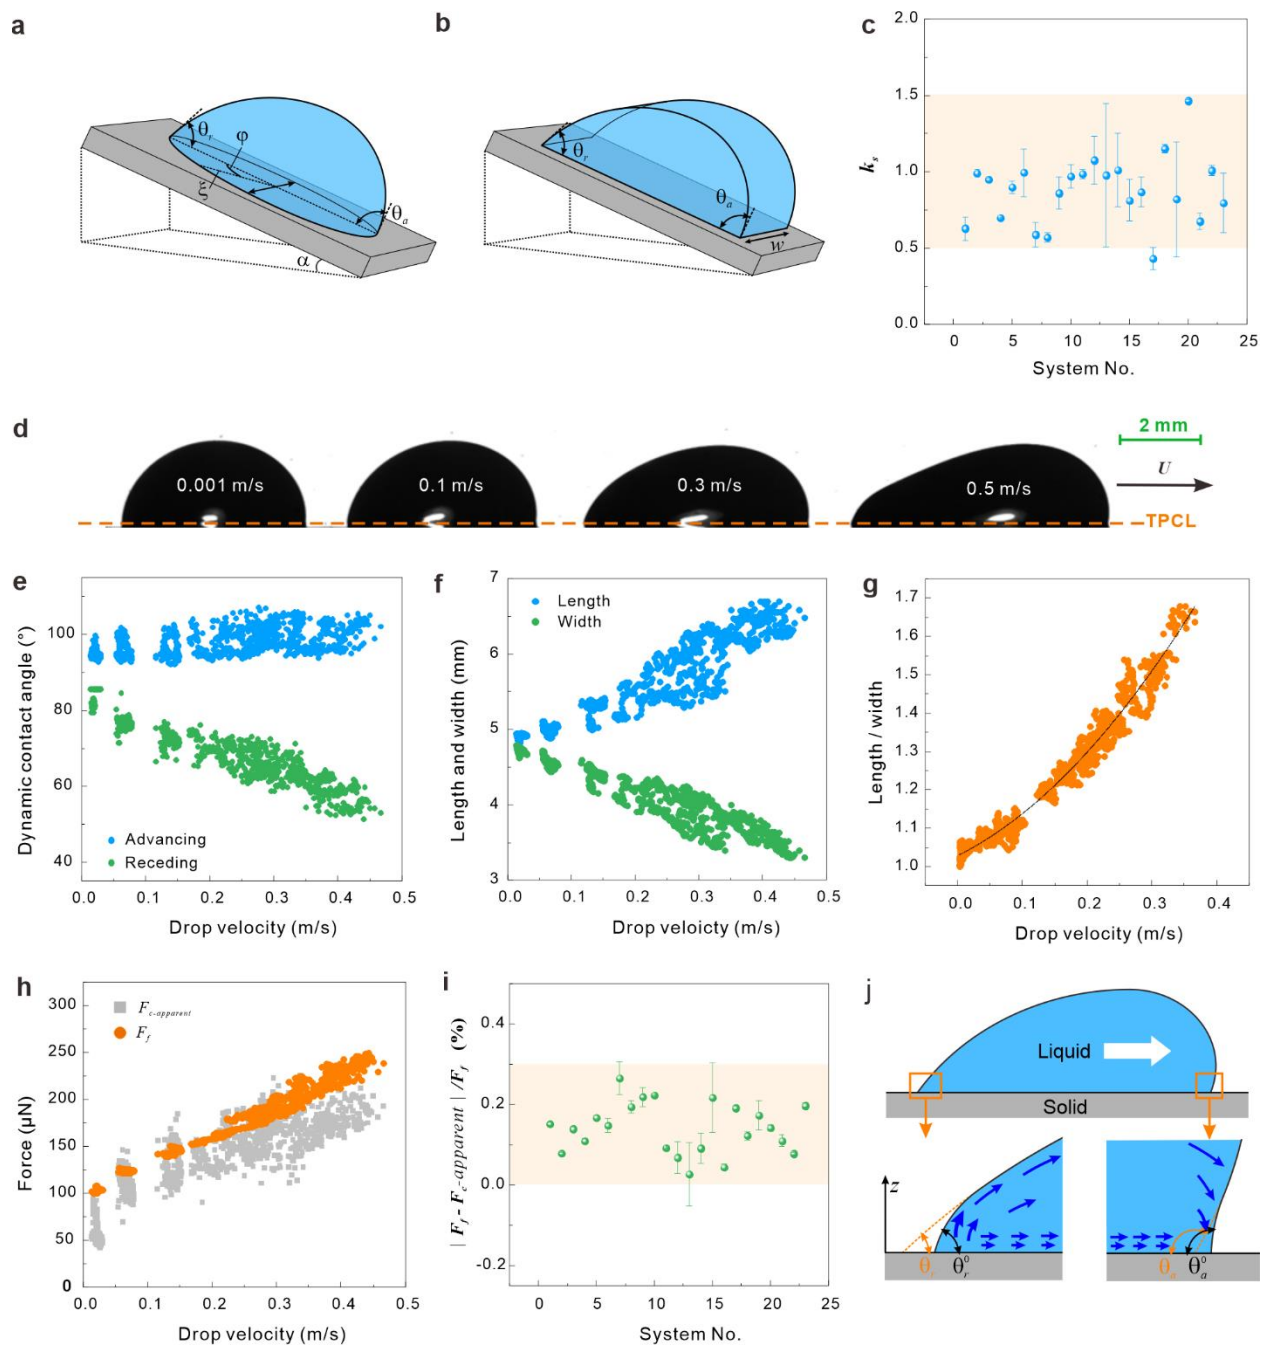 a
θr
φ
ξ
θa
α
b
θr
θa
w
c
2.0
1.5
1.0
0.5
0.0
ks
0 5 10 15 20 25
System No.
d
0.001 m/s
0.1 m/s
0.3 m/s
0.5 m/s
2 mm
U
TPCL
e
100
80
60
40
Dynamic contact angle (°)
Advancing
Receding
0.0 0.1 0.2 0.3 0.4 0.5
Drop velocity (m/s)
f
7
6
5
4
3
Length and width (mm)
Length
Width
0.0 0.1 0.2 0.3 0.4 0.5
Drop veloicty (m/s)
g
1.7
1.6
1.5
1.4
1.3
1.2
1.1
1.0
Length / width
0.0 0.1 0.2 0.3 0.4
Drop velocity (m/s)
h
300
250
200
150
100
50
0
Force (µN)
Fc-apparent
Ff
0.0 0.1 0.2 0.3 0.4 0.5
Drop velocity (m/s)
i
0.4
0.2
0.0
-0.2
| Ff - Fc-apparent | /Ff (%)
0 5 10 15 20 25
System No.
j
Liquid
Solid
z
θr
θr°
θa
θa°